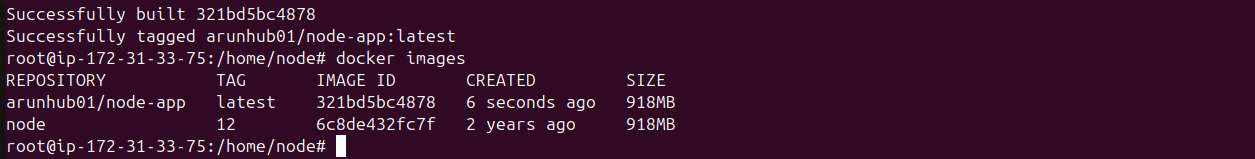 Successfully built 321bd5bc4878
Successfully tagged arunhub01/node-app:latest
root@ip-172-31-33-75:/home/node# docker images
REPOSITORY           TAG       IMAGE ID       CREATED         SIZE
arunhub01/node-app   latest    321bd5bc4878   6 seconds ago   918MB
node                 12        6c8de432fc7f   2 years ago     918MB
root@ip-172-31-33-75:/home/node#